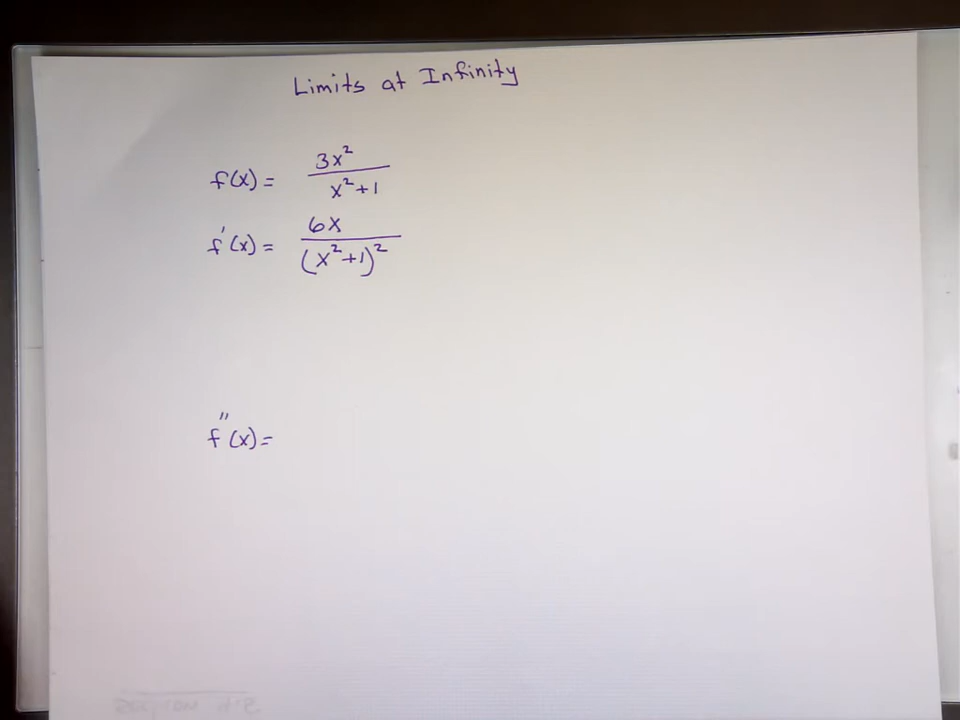 Limits at Infinity
f(x) = 3x²/(x²+1)
f'(x) = 6x/(x²+1)²
f''(x) =